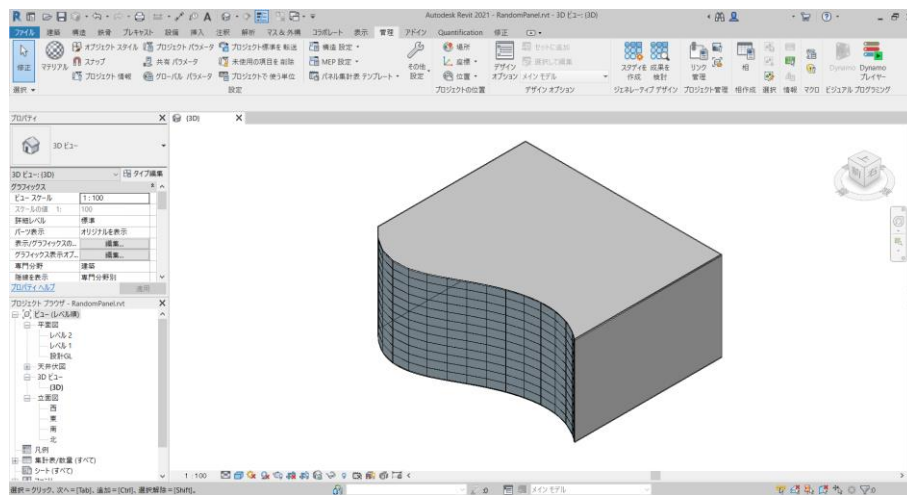 Autodesk Revit 2021 - RandomPanel.rvt - 3D ビュー: {3D}
ファイル 建築 構造 鉄骨 プレキャスト 設備 挿入 注釈 解析 マス&外構 コラボレート 表示 管理 アドイン Quantification 修正
修正
マテリアル
オブジェクト スタイル プロジェクト パラメータ プロジェクト標準を転送 構造 設定
スナップ 共有 パラメータ 未使用の項目を削除 MEP 設定
プロジェクト 情報 グローバル パラメータ プロジェクトで使う単位 パネル集計表 テンプレート
その他 設定
場所
座標
位置
デザイン オプション
セットに追加
選択して編集
メイン モデル
スタディを 作成
成果を 検討
リンク 管理
相
Dynamo
Dynamo プレイヤー
選択 設定 プロジェクトの位置 デザイン オプション ジェネレーティブ デザイン プロジェクト管理 相作成 選択 情報 マクロ ビジュアル プログラミング
プロパティ
{3D}
3D ビュー
3D ビュー: {3D} タイプ編集
グラフィックス
ビュー スケール 1 : 100
スケールの値 1: 100
詳細レベル 標準
パーツ表示 オリジナルを表示
表示/グラフィックスの... 編集...
グラフィックス表示オプ... 編集...
専門分野 建築
隠線を表示 専門分野別
プロパティ ヘルプ 適用
プロジェクト ブラウザ - RandomPanel.rvt
ビュー (レベル順)
平面図
レベル 2
レベル 1
設計GL
天井伏図
3D ビュー
{3D}
立面図
西
東
南
北
凡例
集計表/数量 (すべて)
シート (すべて)
1 : 100
選択 = クリック、次へ = [Tab]、追加 = [Ctrl]、選択解除 = [Shift]。
:0
メイン モデル
:0